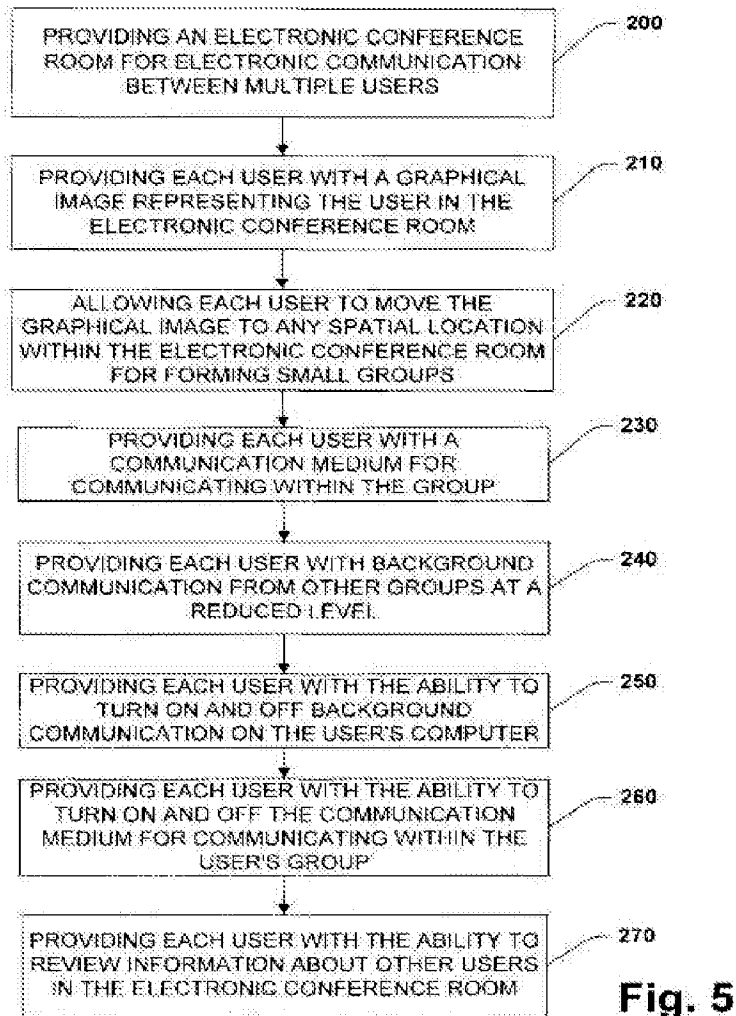 PROVIDING AN ELECTRONIC CONFERENCE
ROOM FOR ELECTRONIC COMMUNICATION
BETWEEN MULTIPLE USERS
200
PROVIDING EACH USER WITH A GRAPHICAL
IMAGE REPRESENTING THE USER IN THE
ELECTRONIC CONFERENCE ROOM
210
ALLOWING EACH USER TO MOVE THE
GRAPHICAL IMAGE TO ANY SPATIAL LOCATION
WITHIN THE ELECTRONIC CONFERENCE ROOM
FOR FORMING SMALL GROUPS
220
PROVIDING EACH USER WITH A
COMMUNICATION MEDIUM FOR
COMMUNICATING WITHIN THE GROUP
230
PROVIDING EACH USER WITH BACKGROUND
COMMUNICATION FROM OTHER GROUPS AT A
REDUCED LEVEL
240
PROVIDING EACH USER WITH THE ABILITY TO
TURN ON AND OFF BACKGROUND
COMMUNICATION ON THE USER'S COMPUTER
250
PROVIDING EACH USER WITH THE ABILITY TO
TURN ON AND OFF THE COMMUNICATION
MEDIUM FOR COMMUNICATING WITHIN THE
USER'S GROUP
260
PROVIDING EACH USER WITH THE ABILITY TO
REVIEW INFORMATION ABOUT OTHER USERS
IN THE ELECTRONIC CONFERENCE ROOM
270
Fig. 5